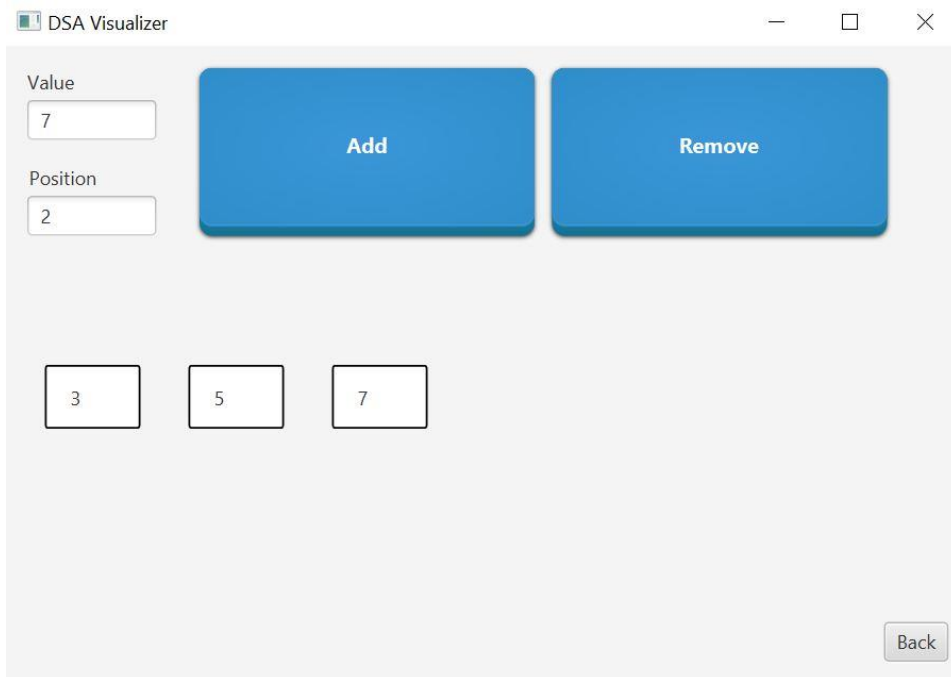 DSA Visualizer
Value
7
Add
Remove
Position
2
3 5 7
Back